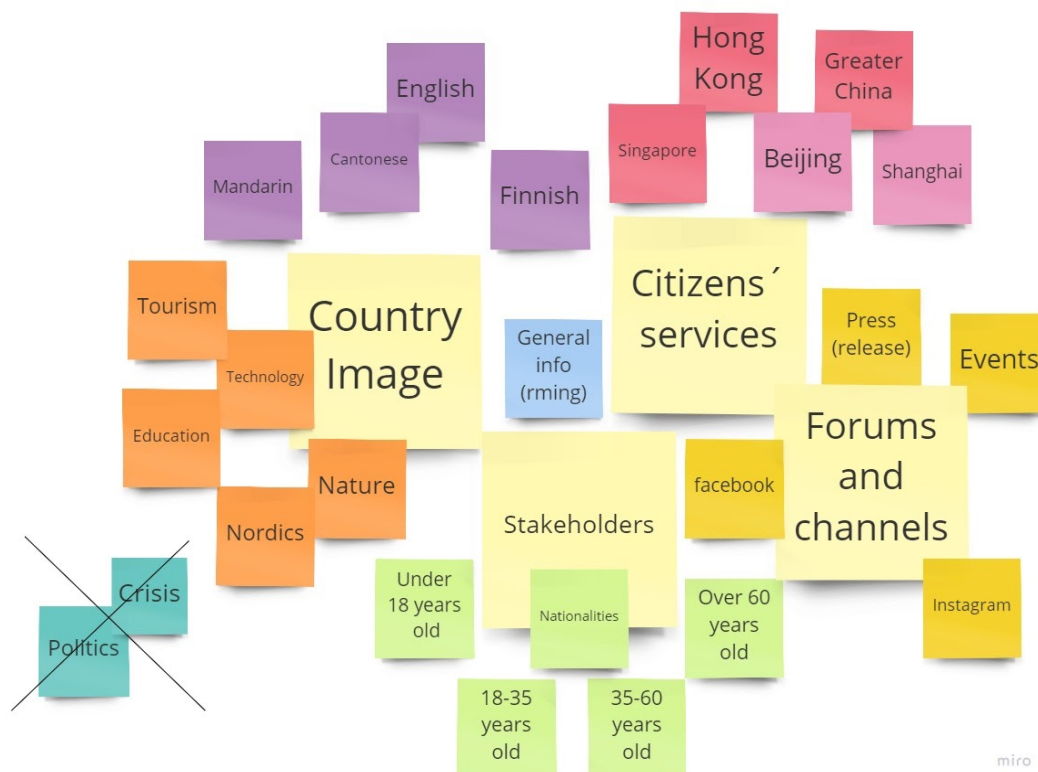 Hong
Kong
Greater
China
English
Cantonese
Singapore
Beijing
Shanghai
Mandarin
Finnish
Citizens´
services
Country
Image
Tourism
Technology
General
info
(rming)
Press
(release)
Events
Education
Nature
Nordics
Forums
and
channels
facebook
Stakeholders
Crisis
Politics
Under
18 years
old
Nationalities
Over 60
years
old
Instagram
18-35
years
old
35-60
years
old
miro